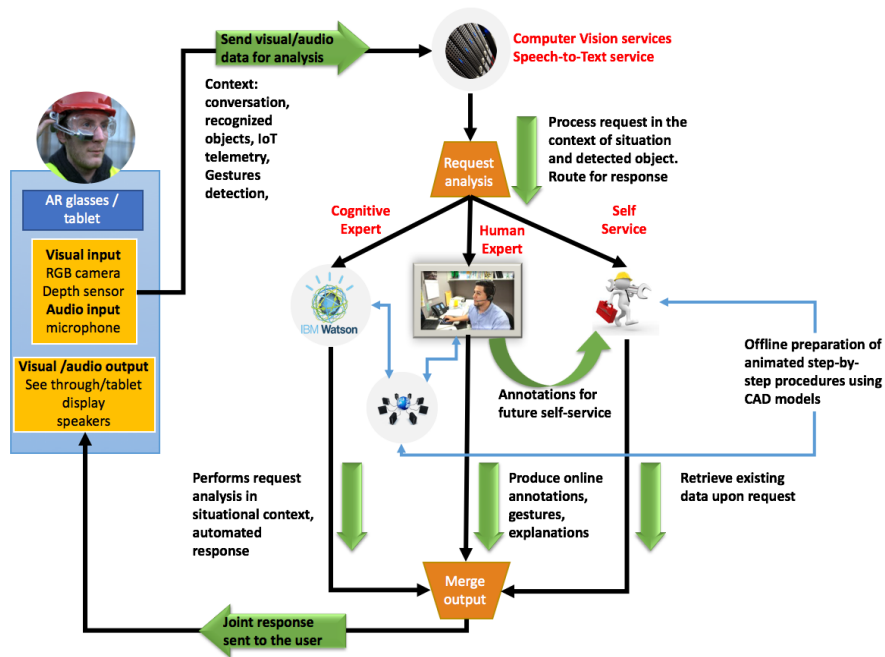 Send visual/audio
data for analysis
Computer Vision services
Speech-to-Text service
Context:
conversation,
recognized
objects, IoT
telemetry,
Gestures
detection,
Process request in the
context of situation
and detected object.
Route for response
Request
analysis
AR glasses /
tablet
Visual input
RGB camera
Depth sensor
Audio input
microphone
Visual /audio output
See through/tablet
display
speakers
Cognitive
Expert
Human
Expert
Self
Service
IBM Watson
Annotations for
future self-service
Offline preparation of
animated step-by-
step procedures using
CAD models
Performs request
analysis in
situational context,
automated
response
Produce online
annotations,
gestures,
explanations
Retrieve existing
data upon request
Merge
output
Joint response
sent to the user